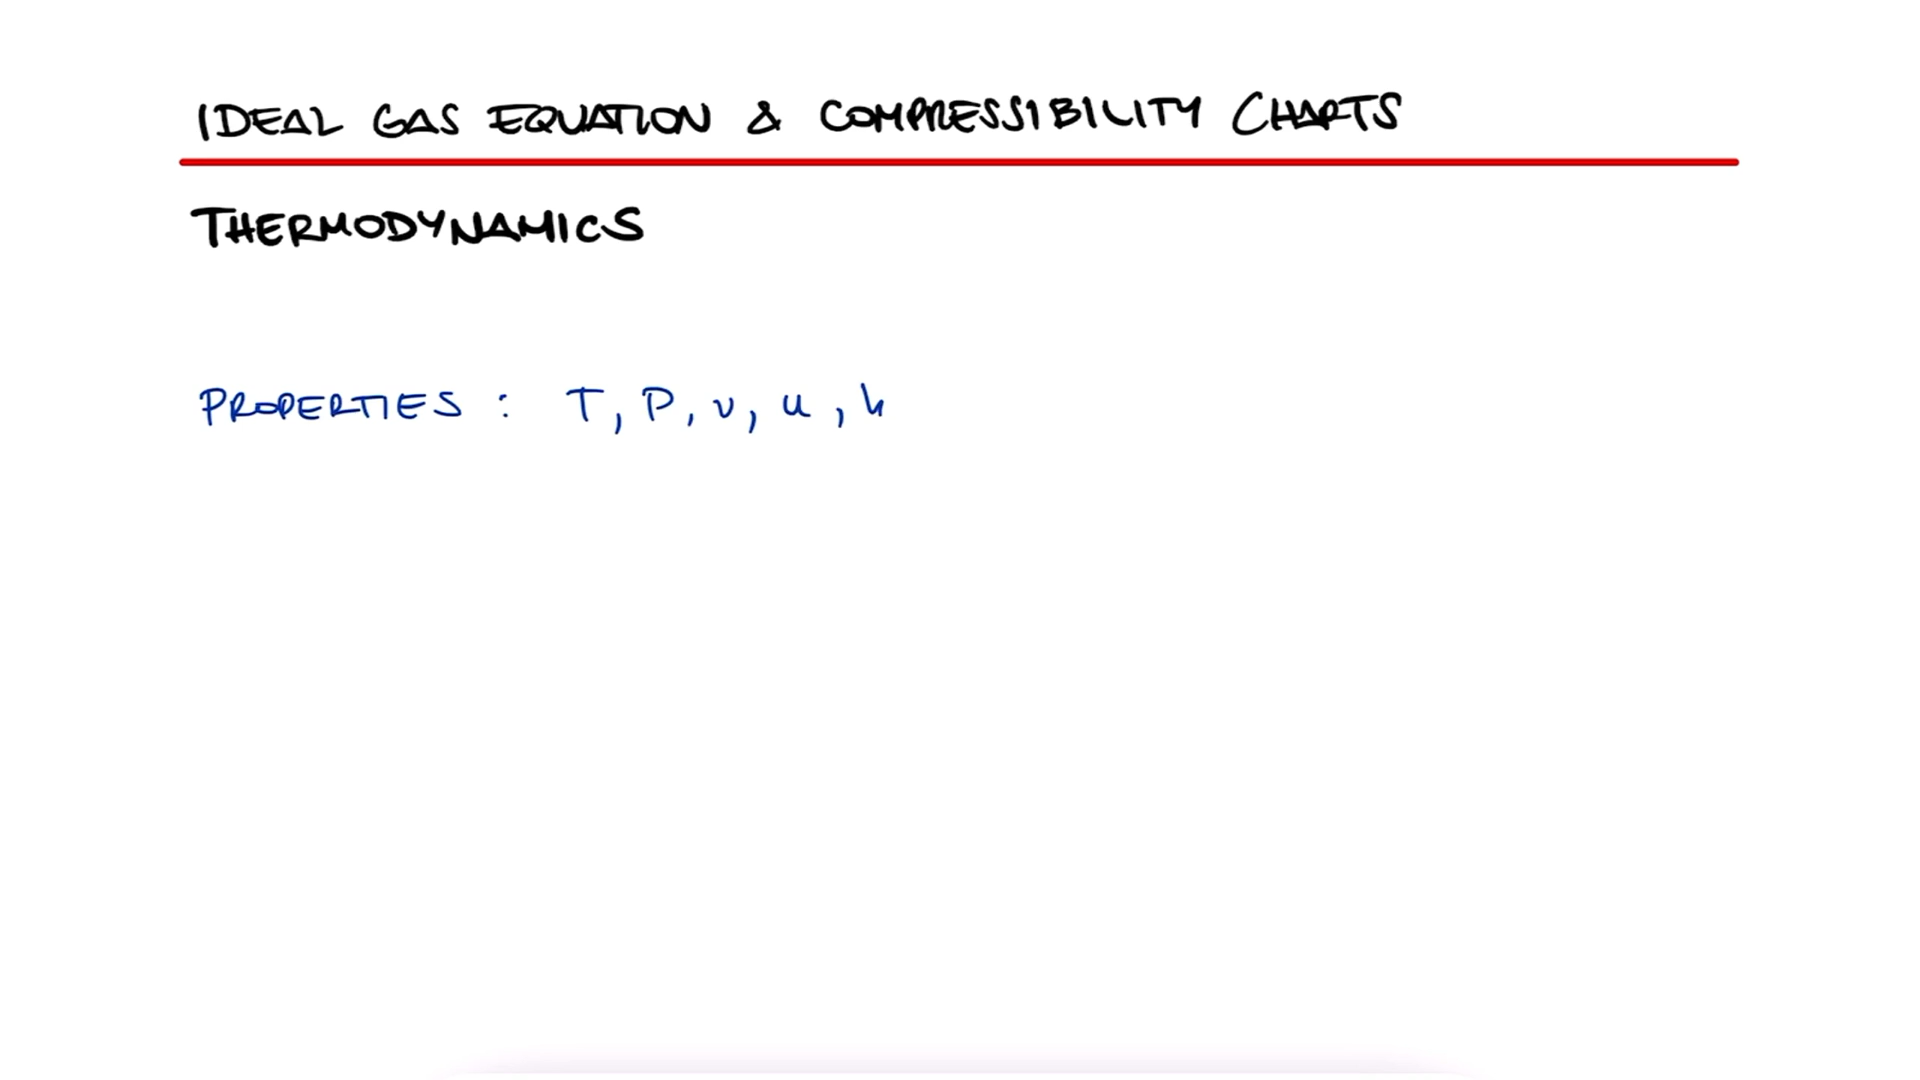 IDEAL GAS EQUATION & COMPRESSIBILITY CHARTS
THERMODYNAMICS
PROPERTIES : T, P, v, u, h